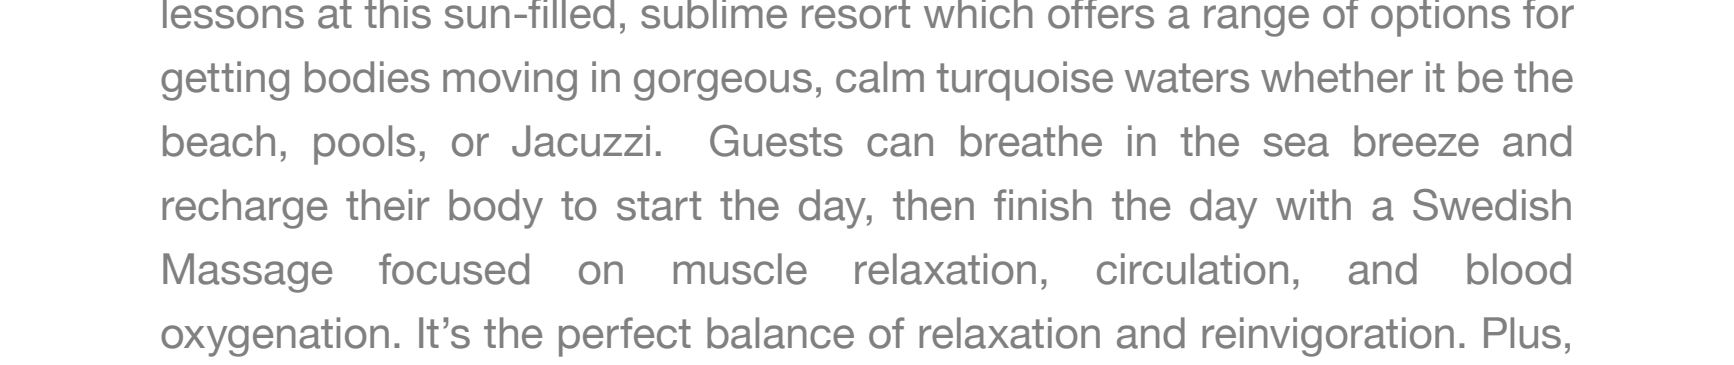 lessons at this sun-filled, sublime resort which offers a range of options for
getting bodies moving in gorgeous, calm turquoise waters whether it be the
beach, pools, or Jacuzzi.  Guests can breathe in the sea breeze and
recharge their body to start the day, then finish the day with a Swedish
Massage focused on muscle relaxation, circulation, and blood
oxygenation. It’s the perfect balance of relaxation and reinvigoration. Plus,